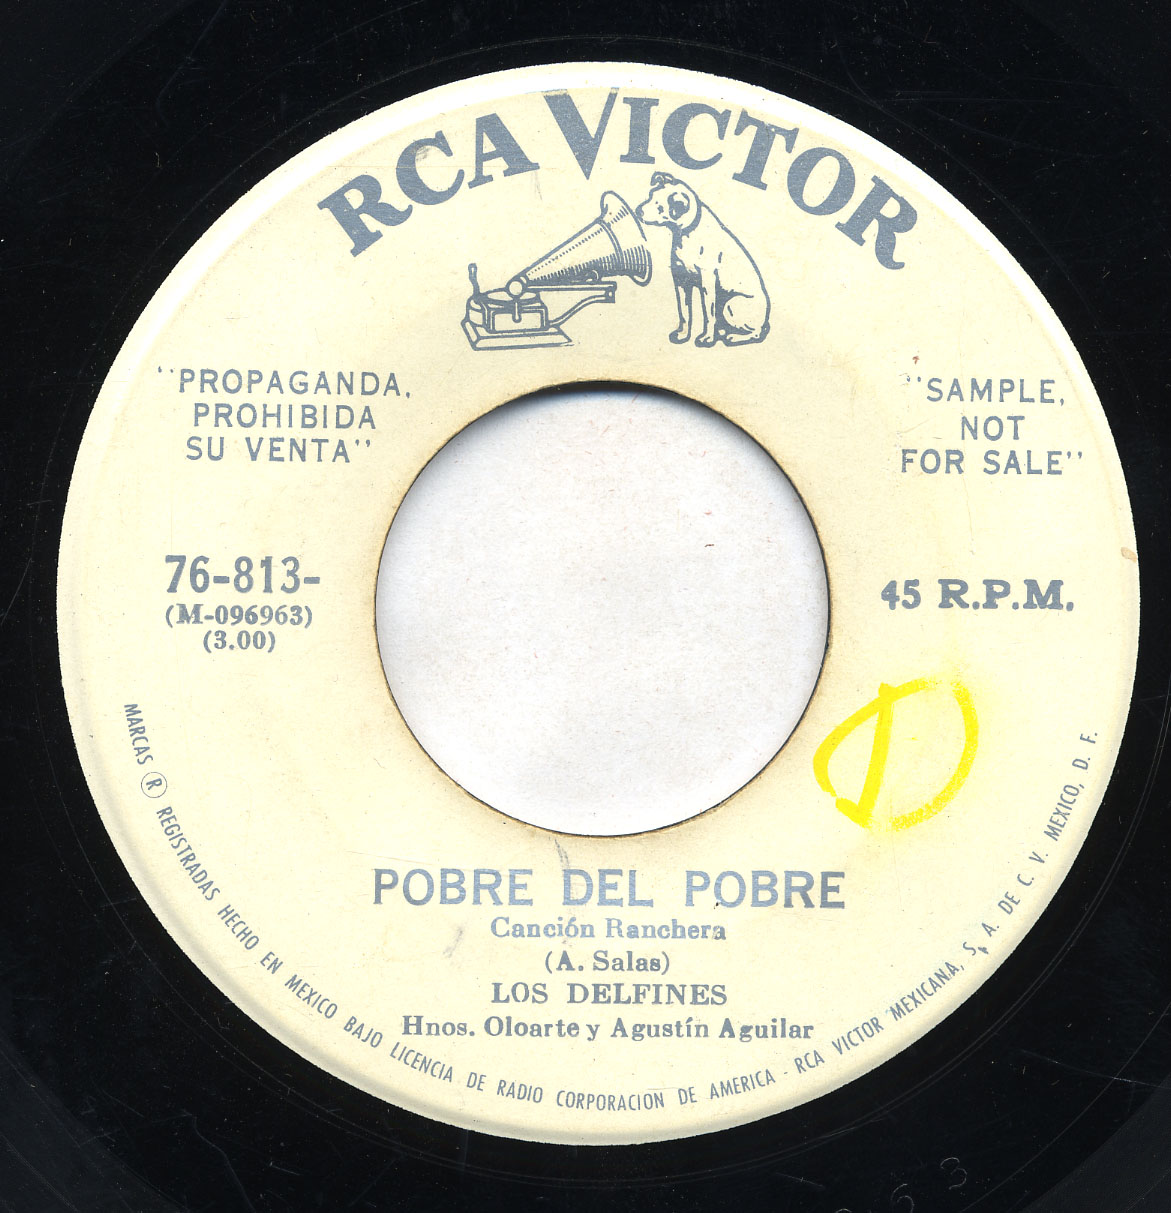 RCA VICTOR
"PROPAGANDA,
PROHIBIDA
SU VENTA"
"SAMPLE,
NOT
FOR SALE"
76-813-
(M-096963)
(3.00)
45 R.P.M.
POBRE DEL POBRE
Canción Ranchera
(A. Salas)
LOS DELFINES
Hnos. Oloarte y Agustín Aguilar
MARCAS ® REGISTRADAS HECHO EN MEXICO BAJO LICENCIA DE RADIO CORPORACION DE AMERICA - RCA VICTOR MEXICANA, S. A. DE C. V. MEXICO, D. F.